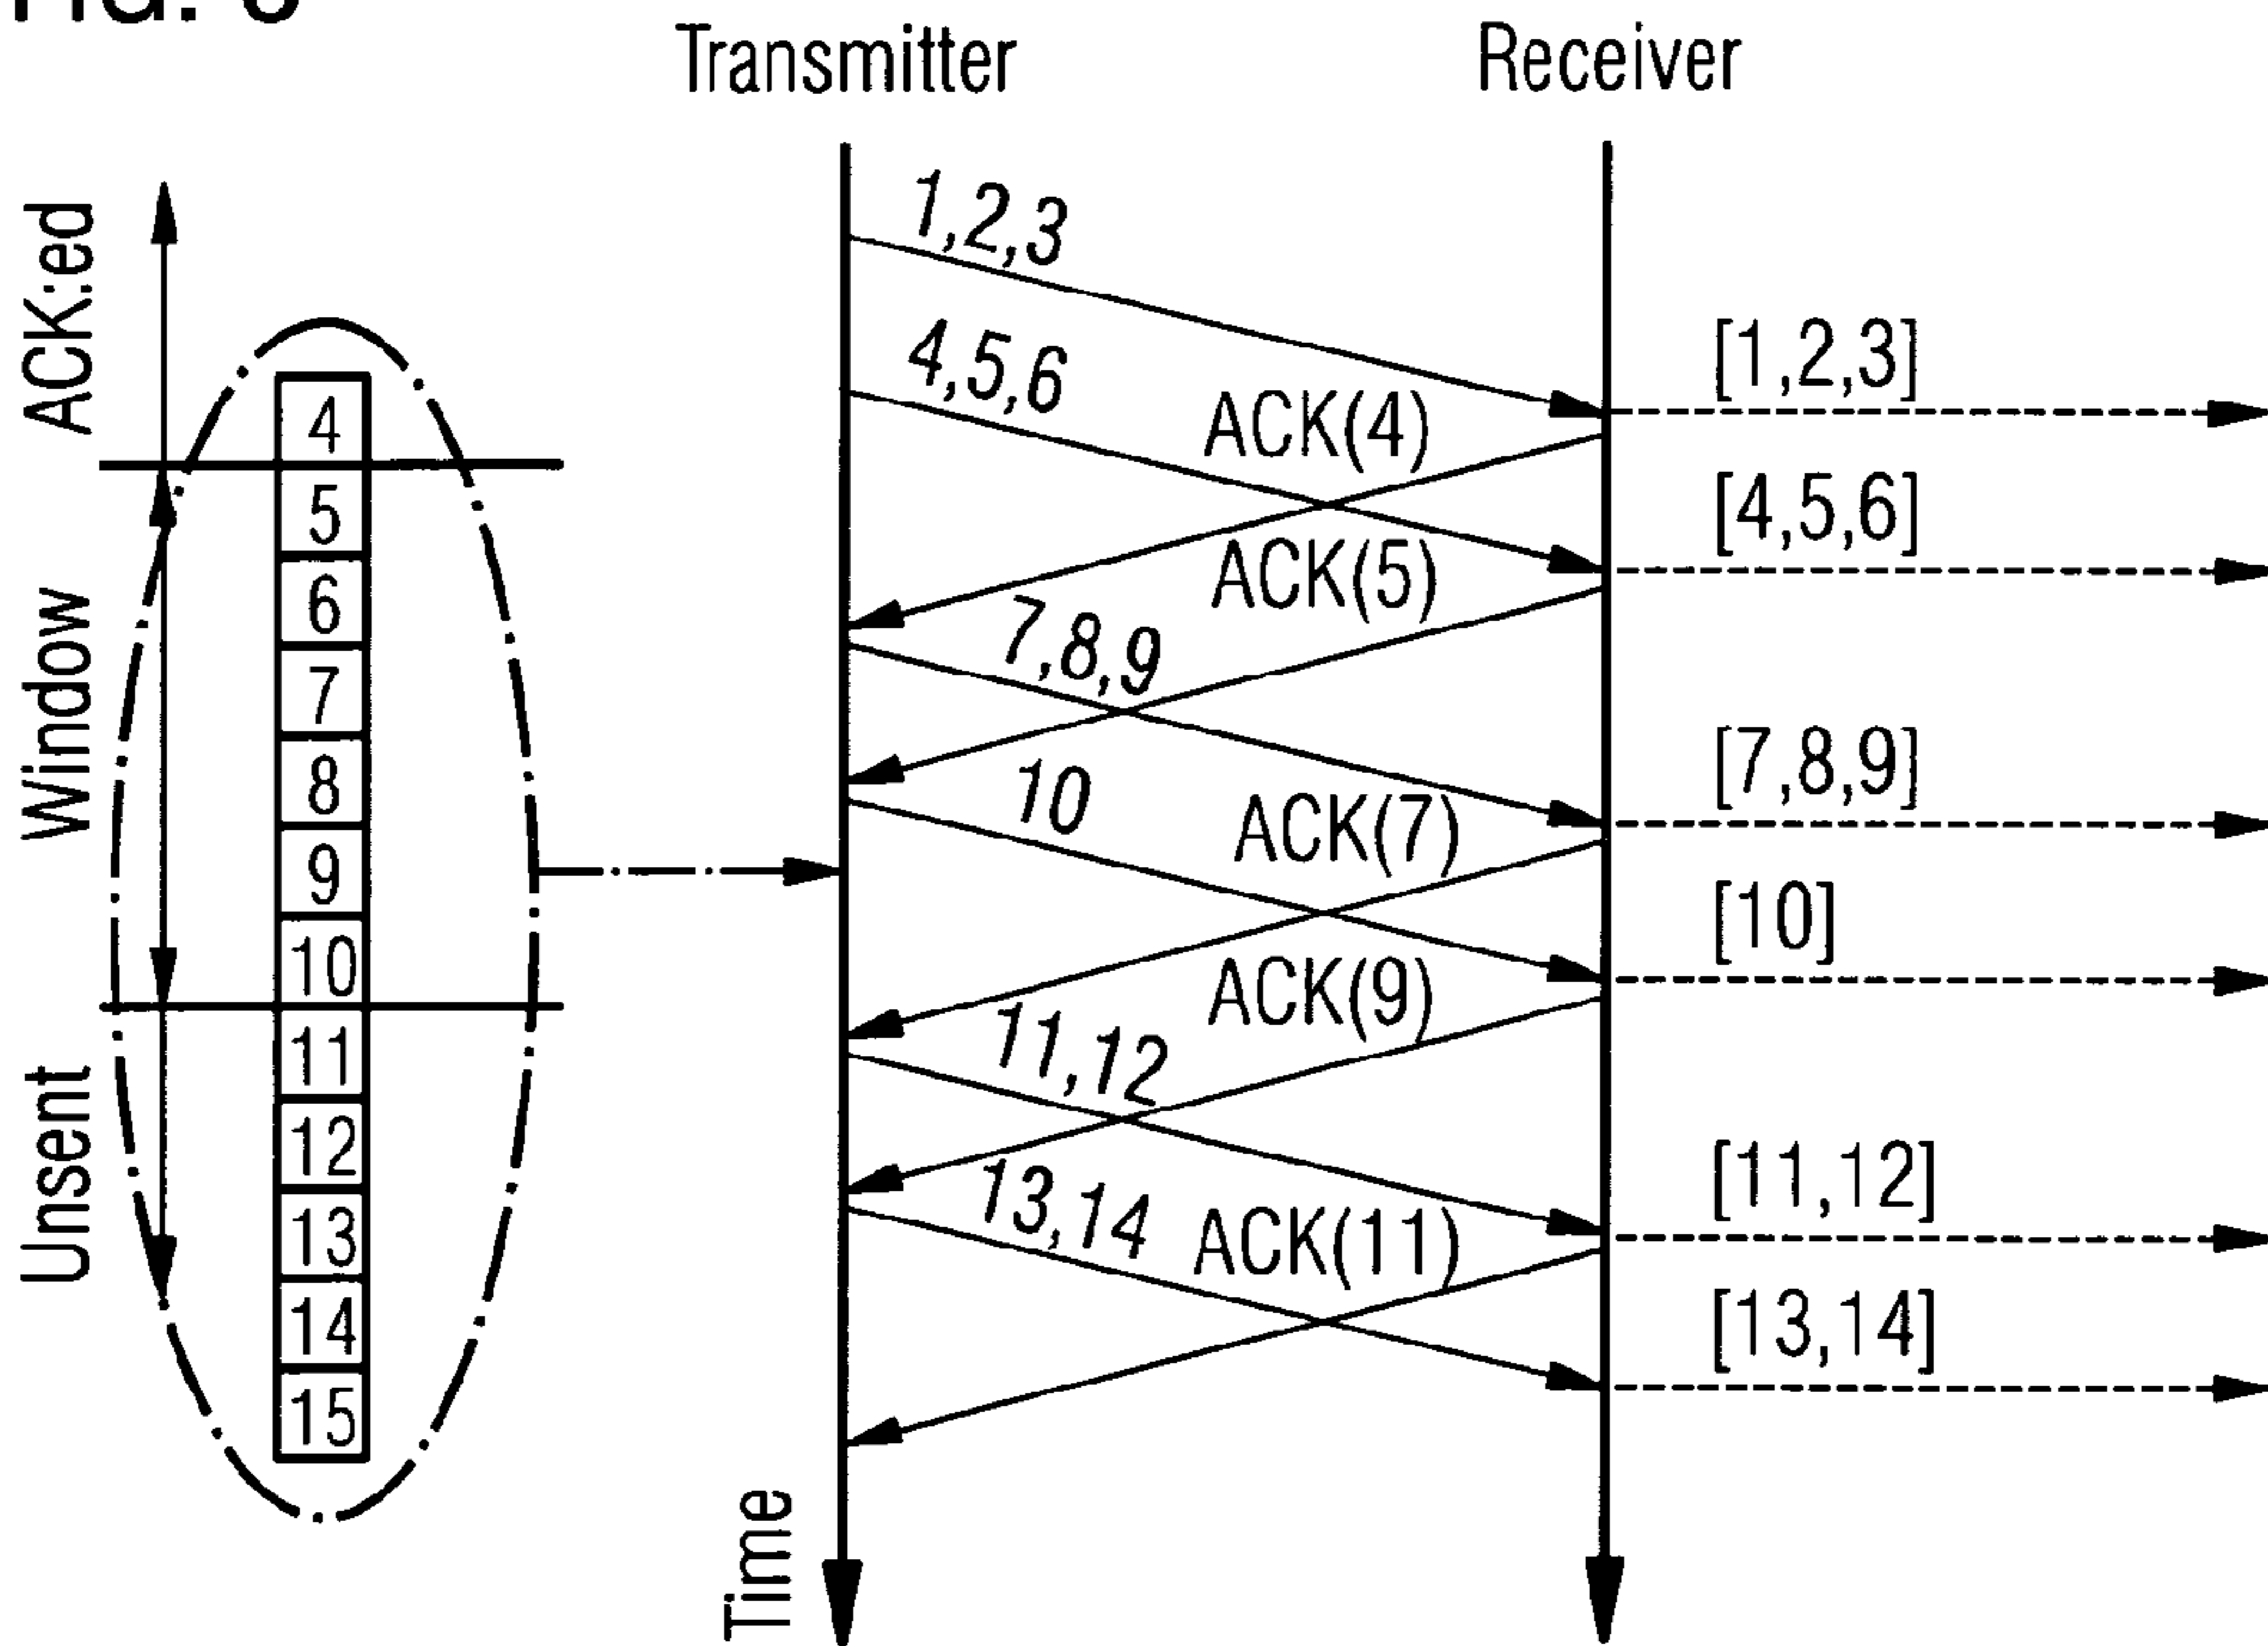 Transmitter
Receiver
ACK:ed
Window
Unsent
4
5
6
7
8
9
10
11
12
13
14
15
1,2,3
[1,2,3]
4,5,6
ACK(4)
[4,5,6]
ACK(5)
7,8,9
[7,8,9]
10
ACK(7)
[10]
ACK(9)
11,12
[11,12]
13,14
ACK(11)
[13,14]
Time